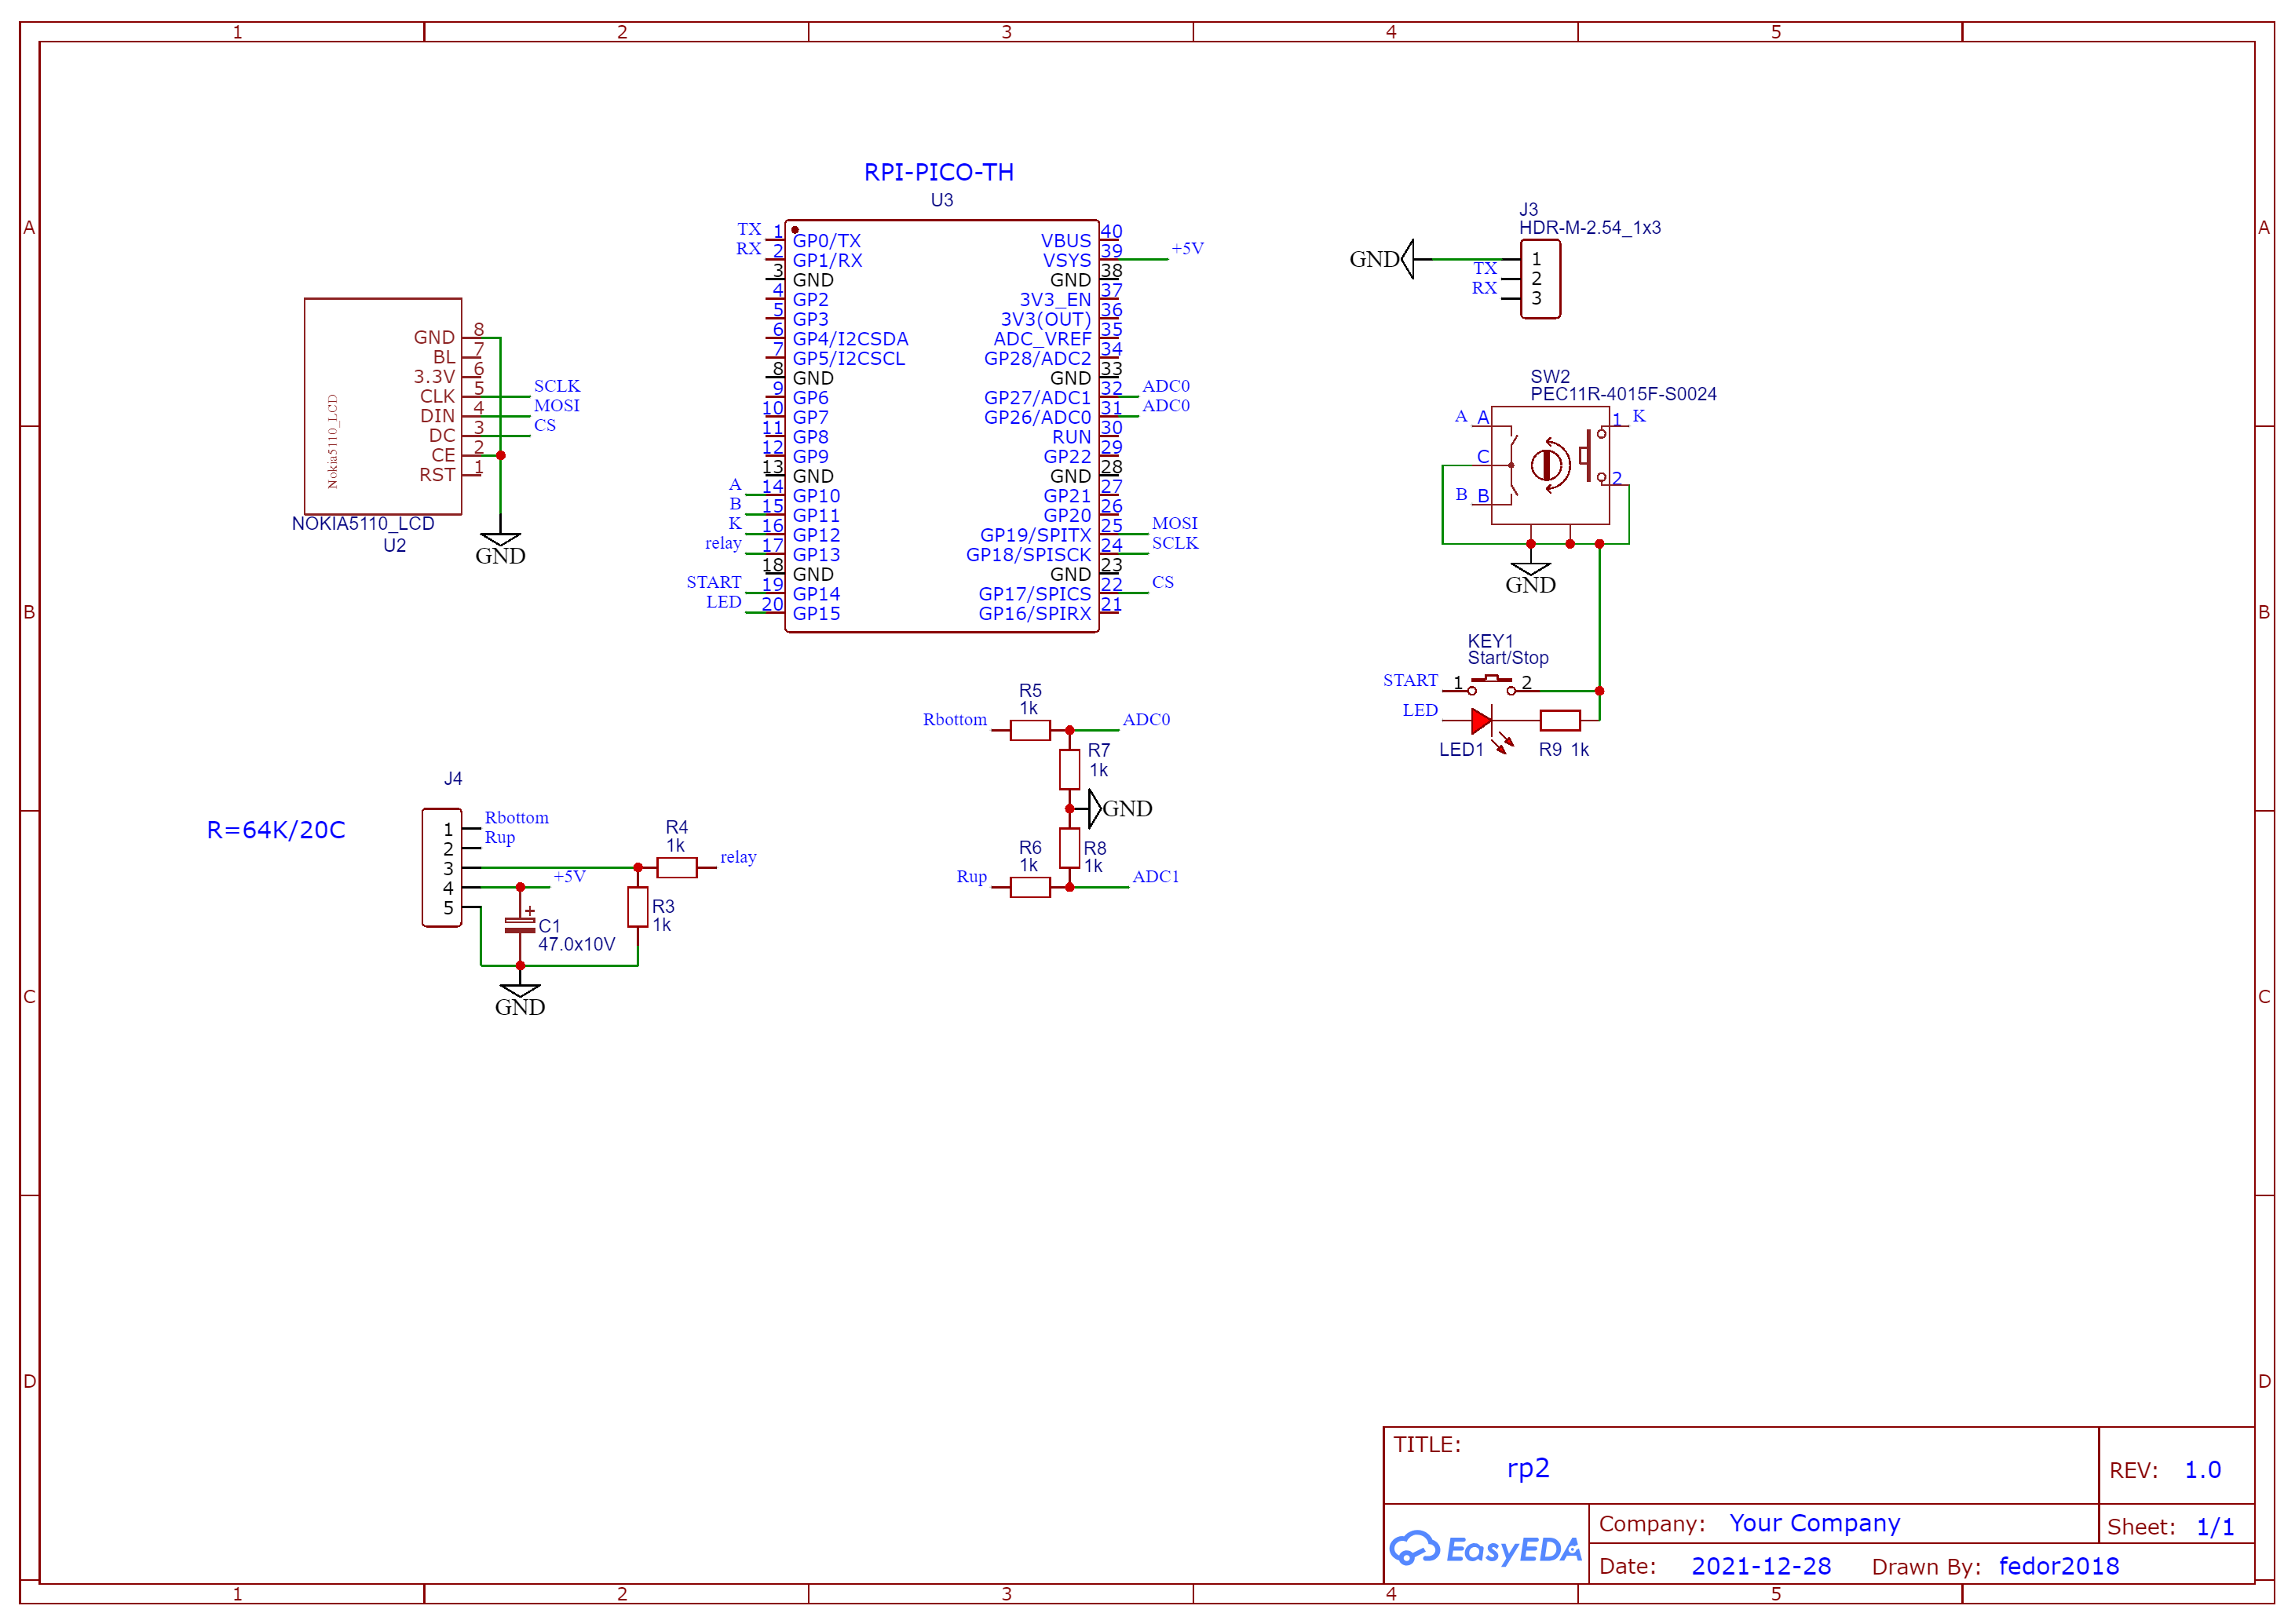 1 2 3 4 5
A
A
B
B
C
C
D
D
RPI-PICO-TH
U3
TX 1 GP0/TX VBUS 40
RX 2 GP1/RX VSYS 39 +5V
3 GND GND 38
4 GP2 3V3_EN 37
5 GP3 3V3(OUT) 36
6 GP4/I2CSDA ADC_VREF 35
7 GP5/I2CSCL GP28/ADC2 34
8 GND GND 33
9 GP6 GP27/ADC1 32 ADC0
10 GP7 GP26/ADC0 31 ADC0
11 GP8 RUN 30
12 GP9 GP22 29
13 GND GND 28
A 14 GP10 GP21 27
B 15 GP11 GP20 26
K 16 GP12 GP19/SPITX 25 MOSI
relay 17 GP13 GP18/SPISCK 24 SCLK
18 GND GND 23
START 19 GP14 GP17/SPICS 22 CS
LED 20 GP15 GP16/SPIRX 21
GND 8
BL 7
3.3V 6
CLK 5 SCLK
DIN 4 MOSI
DC 3 CS
CE 2
RST 1
Nokia5110_LCD
NOKIA5110_LCD
U2
GND
J3
HDR-M-2.54_1x3
GND 1
TX 2
RX 3
SW2
PEC11R-4015F-S0024
A A 1 K
C
B B 2
GND
KEY1
Start/Stop
START 1 2
LED
LED1 R9 1k
R5
1k
Rbottom ADC0
R7
1k
GND
R6
1k
R8
1k
Rup ADC1
J4
R=64K/20C
1 Rbottom
2 Rup
3
4 +5V
5
R4
1k
relay
R3
1k
C1
47.0x10V
+
GND
TITLE:
rp2
REV: 1.0
EasyEDA
Company: Your Company
Sheet: 1/1
Date: 2021-12-28 Drawn By: fedor2018
1 2 3 4 5